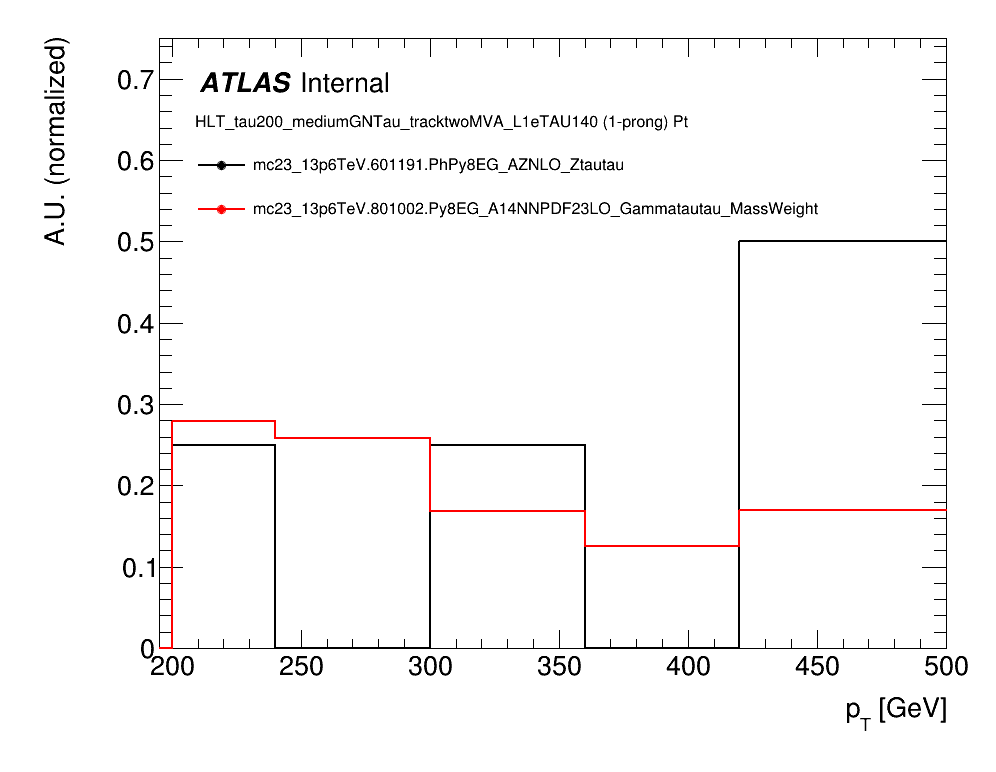 A.U. (normalized)
0.7
0.6
0.5
0.4
0.3
0.2
0.1
0
ATLAS Internal
HLT_tau200_mediumGNTau_tracktwoMVA_L1eTAU140 (1-prong) Pt
mc23_13p6TeV.601191.PhPy8EG_AZNLO_Ztautau
mc23_13p6TeV.801002.Py8EG_A14NNPDF23LO_Gammatautau_MassWeight
200 250 300 350 400 450 500
p_T [GeV]